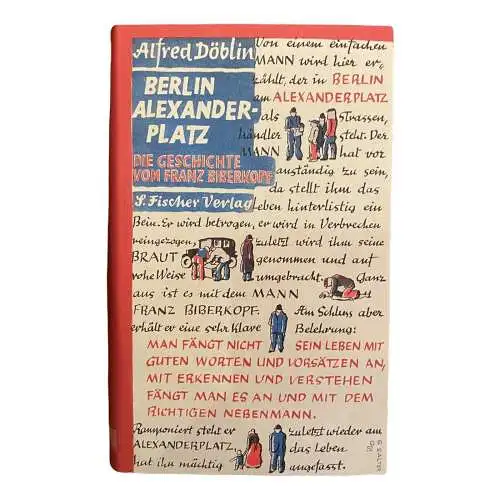 Alfred Döblin
BERLIN
ALEXANDER-
PLATZ
DIE GESCHICHTE
VOM FRANZ BIBERKOPF
S. Fischer Verlag
Von einem einfachen
MANN wird hier er-
zählt, der in BERLIN
am ALEXANDERPLATZ
als Strassen,
händler steht. Der
MANN hat vor
anständig zu sein,
da stellt ihm das
Leben hinterlistig ein
Bein. Er wird betrogen, er wird in Verbrechen
reingezogen, zuletzt wird ihm seine
BRAUT genommen und auf
rohe Weise umgebracht. Ganz
aus ist es mit dem MANN
FRANZ BIBERKOPF. Am Schluss aber
erhält er eine sehr klare Belehrung:
MAN FÄNGT NICHT SEIN LEBEN MIT
GUTEN WORTEN UND VORSÄTZEN AN,
MIT ERKENNEN UND VERSTEHEN
FÄNGT MAN ES AN UND MIT DEM
RICHTIGEN NEBENMANN.
Ramponiert steht er zuletzt wieder am
ALEXANDERPLATZ, das Leben
hat ihn mächtig angefasst.
G SALTER